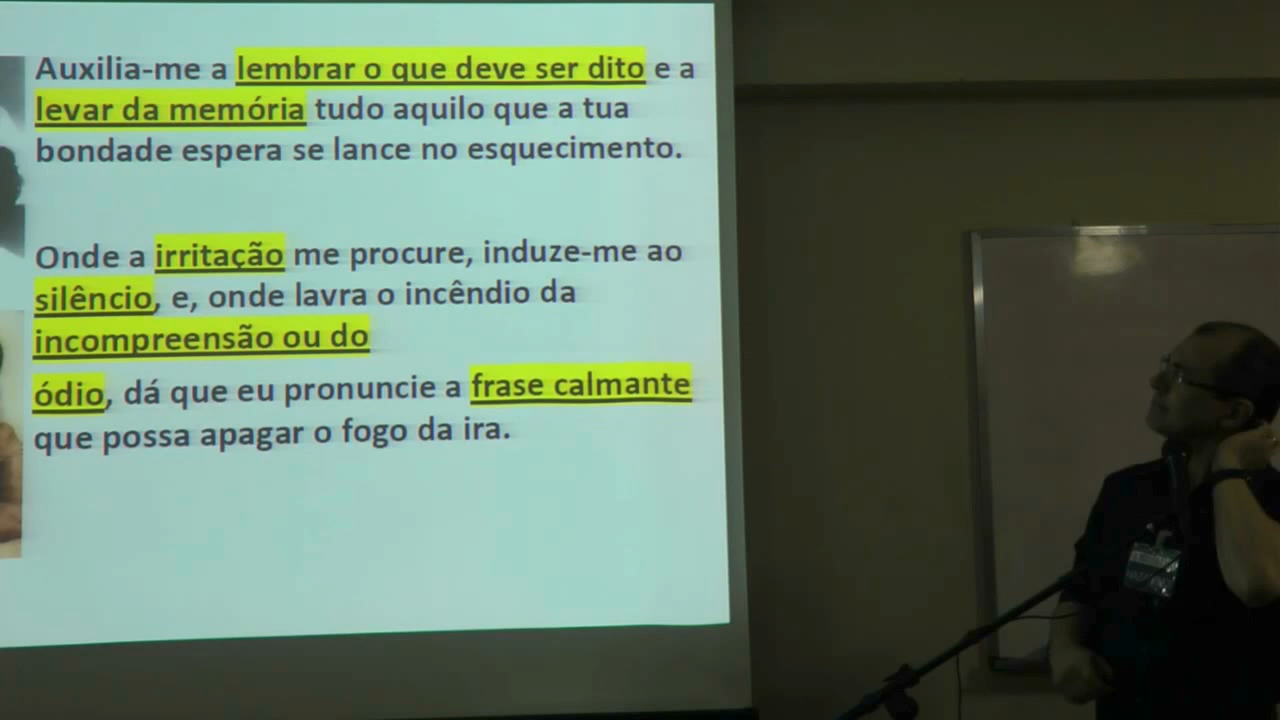 Auxilia-me a lembrar o que deve ser dito e a
levar da memória tudo aquilo que a tua
bondade espera se lance no esquecimento.
Onde a irritação me procure, induze-me ao
silêncio, e, onde lavra o incêndio da
incompreensão ou do
ódio, dá que eu pronuncie a frase calmante
que possa apagar o fogo da ira.